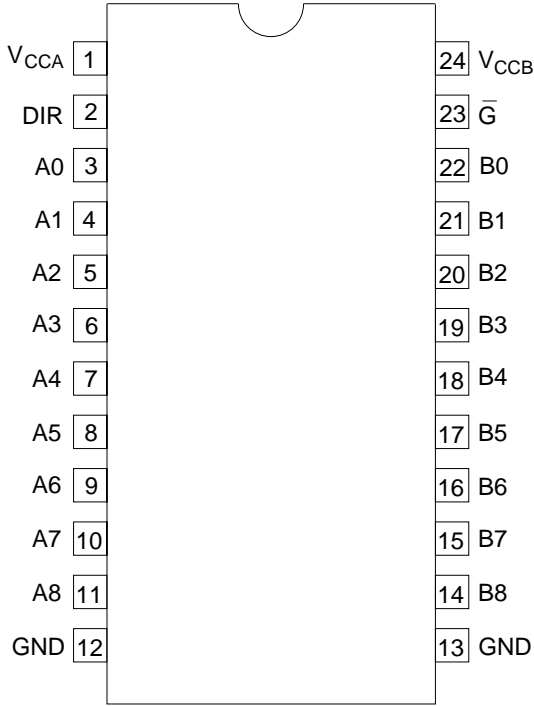 VCCA 1 24 VCCB
DIR 2 23 G̅
A0 3 22 B0
A1 4 21 B1
A2 5 20 B2
A3 6 19 B3
A4 7 18 B4
A5 8 17 B5
A6 9 16 B6
A7 10 15 B7
A8 11 14 B8
GND 12 13 GND